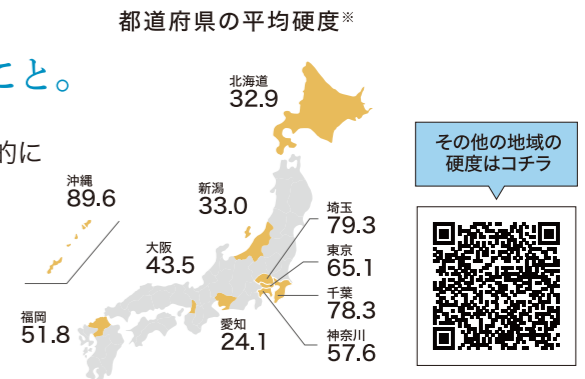 都道府県の平均硬度※
こと。
的に
北海道
32.9
その他の地域の
硬度はコチラ
沖縄
89.6
新潟
33.0
埼玉
79.3
大阪
43.5
東京
65.1
千葉
78.3
福岡
51.8
愛知
24.1
神奈川
57.6